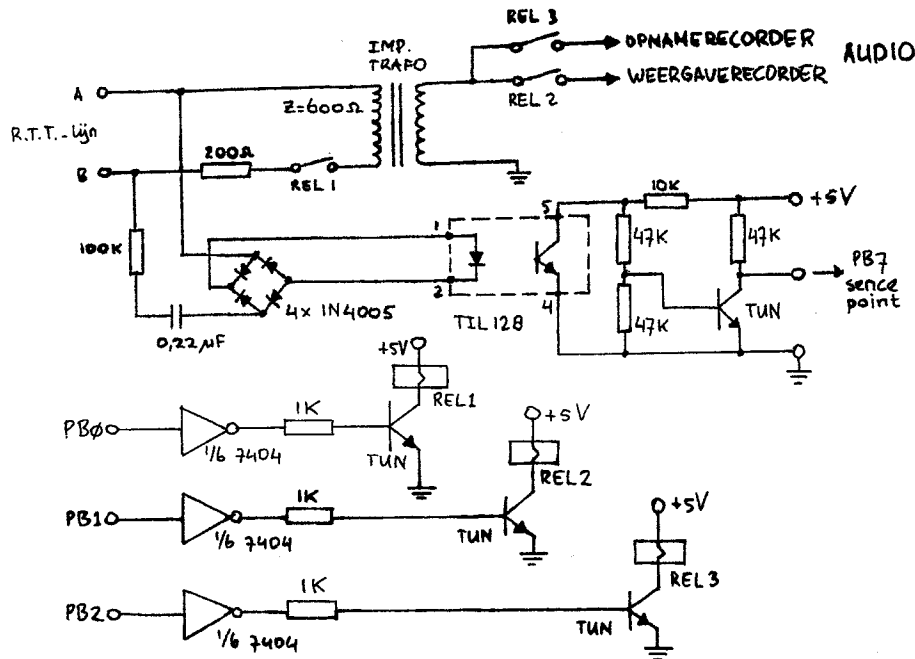 REL 3
OPNAMERECORDER
AUDIO
IMP.
TRAFO
WEERGAVERECORDER
REL 2
A
Z=600Ω
R.T.T.-lijn
B
200Ω
REL 1
100K
0,22µF
4x 1N4005
1
2
5
4
TIL128
10K
+5V
47K
47K
47K
TUN
PB7
sence
point
+5V
REL1
PBØ
1/6 7404
1K
TUN
+5V
REL2
PB1
1/6 7404
1K
TUN
+5V
REL3
PB2
1/6 7404
1K
TUN